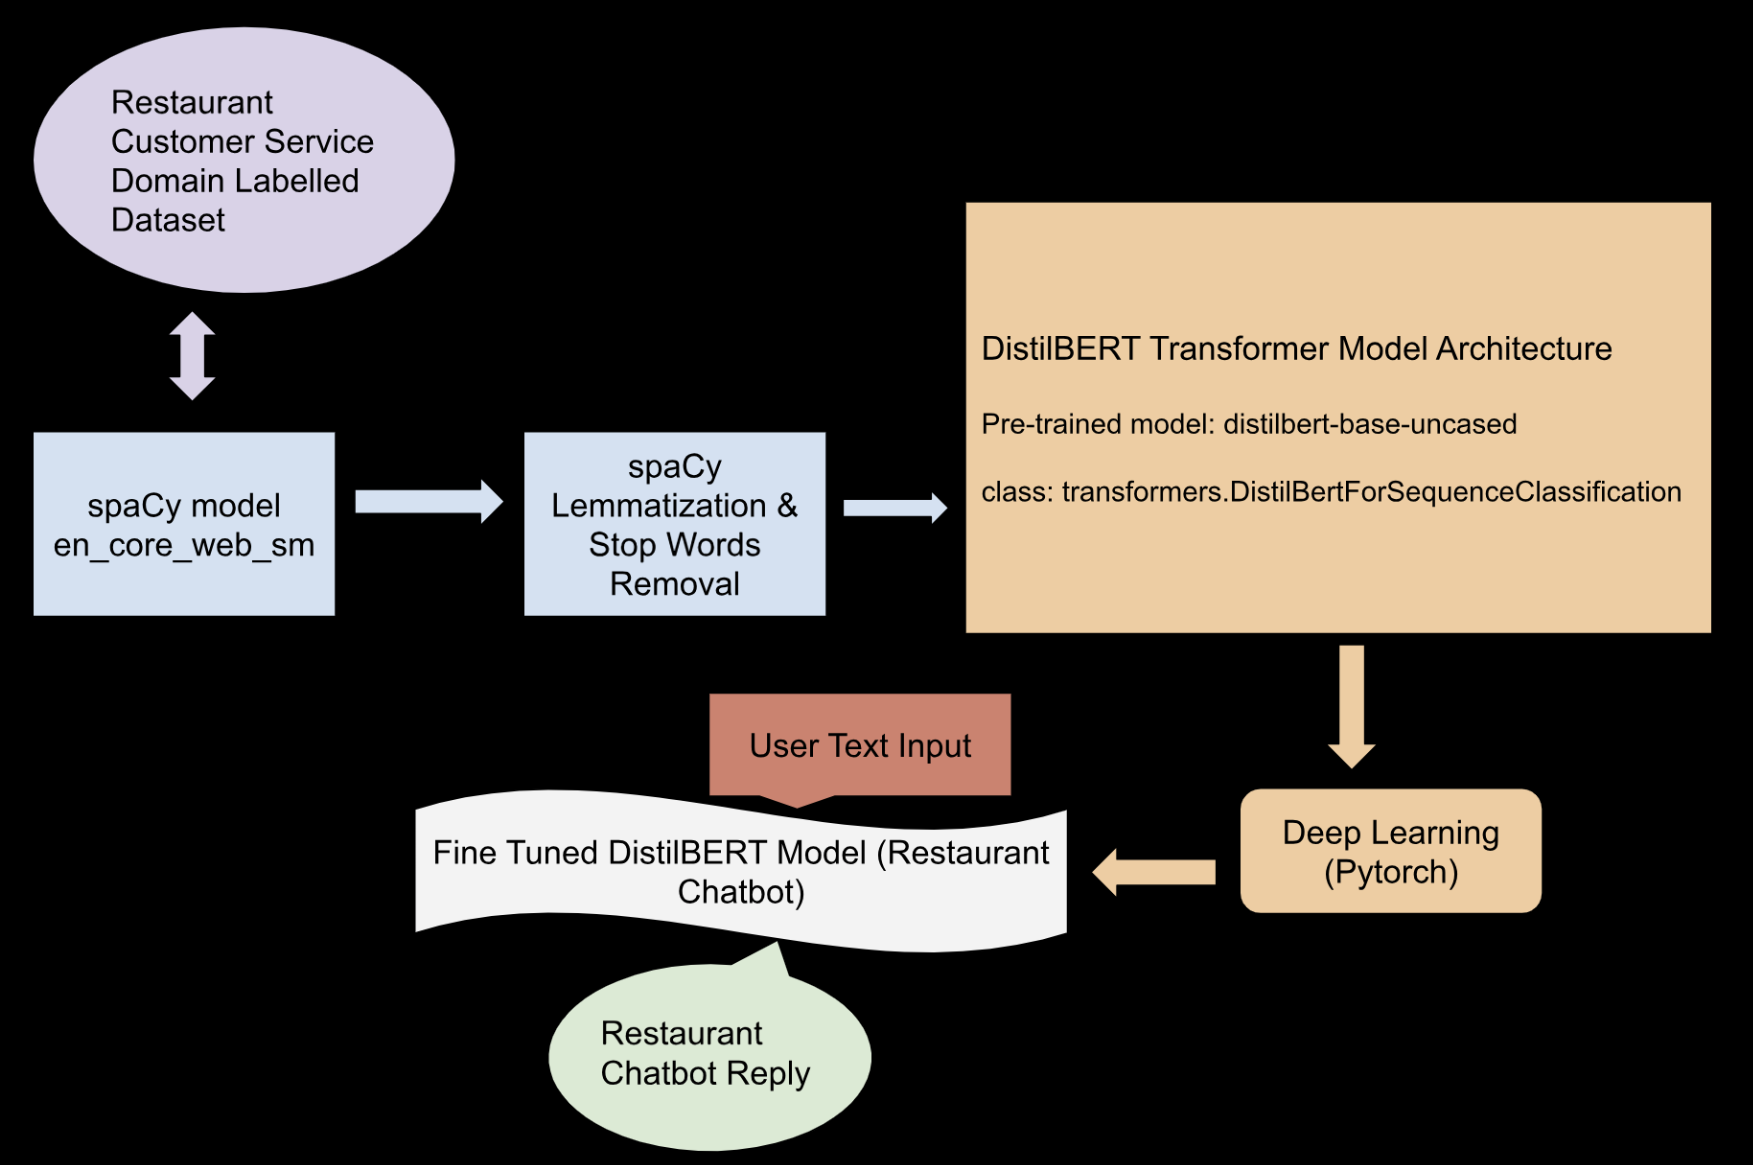 Restaurant
Customer Service
Domain Labelled
Dataset
spaCy model
en_core_web_sm
spaCy
Lemmatization &
Stop Words
Removal
DistilBERT Transformer Model Architecture
Pre-trained model: distilbert-base-uncased
class: transformers.DistilBertForSequenceClassification
Deep Learning
(Pytorch)
User Text Input
Fine Tuned DistilBERT Model (Restaurant
Chatbot)
Restaurant
Chatbot Reply